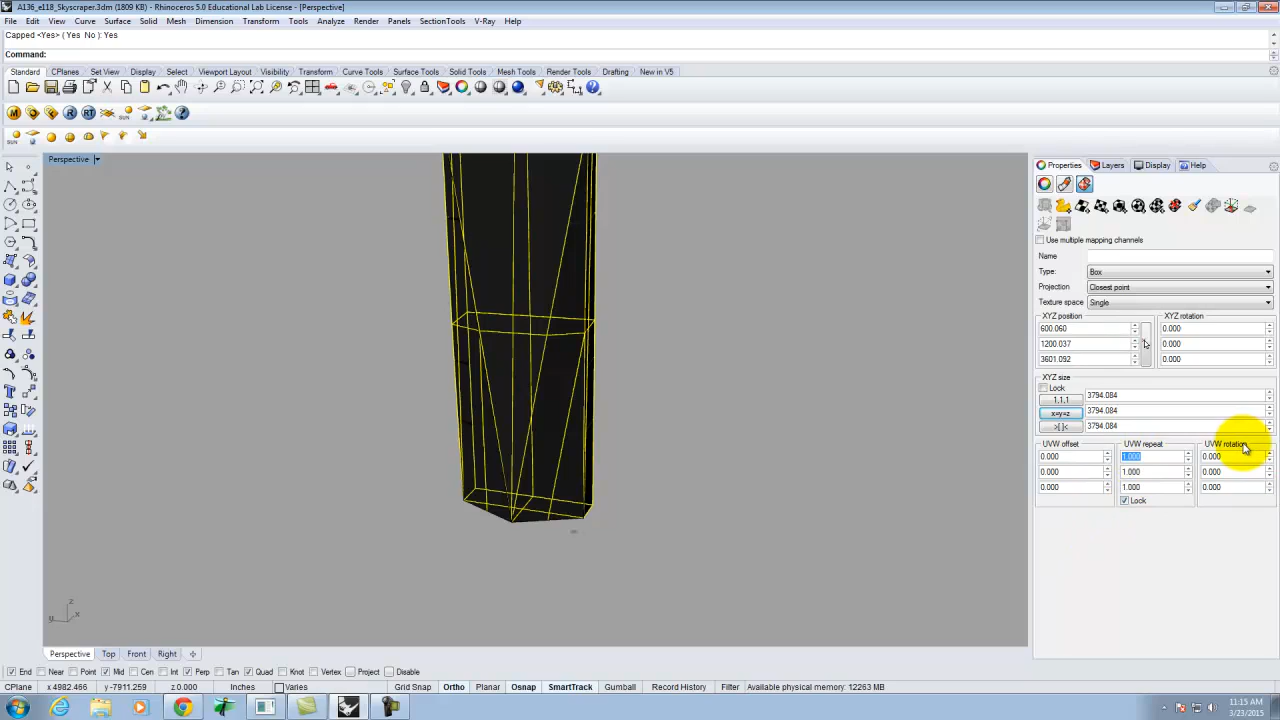 A136_e118_Skyscraper.3dm (1809 KB) - Rhinoceros 5.0 Educational Lab License - [Perspective]
File Edit View Curve Surface Solid Mesh Dimension Transform Tools Analyze Render Panels SectionTools V-Ray Help
Capped <Yes> ( Yes No ): Yes
Command:
Standard CPlanes Set View Display Select Viewport Layout Visibility Transform Curve Tools Surface Tools Solid Tools Mesh Tools Render Tools Drafting New in V5
M R RT SUN
SUN
Perspective
Properties Layers Display Help
Use multiple mapping channels
Name
Type: Box
Projection Closest point
Texture space Single
XYZ position XYZ rotation
600.060 0.000
1200.037 0.000
3601.092 0.000
XYZ size
Lock
1,1,1 3794.084
x=y=z 3794.084
>[ ]< 3794.084
UVW offset UVW repeat UVW rotation
0.000 1.000 0.000
0.000 1.000 0.000
0.000 1.000 0.000
Lock
z
y x
Perspective Top Front Right
End Near Point Mid Cen Int Perp Tan Quad Knot Vertex Project Disable
CPlane x 4982.466 y -7911.259 z 0.000 Inches Varies Grid Snap Ortho Planar Osnap SmartTrack Gumball Record History Filter Available physical memory: 12263 MB
11:15 AM
3/23/2015